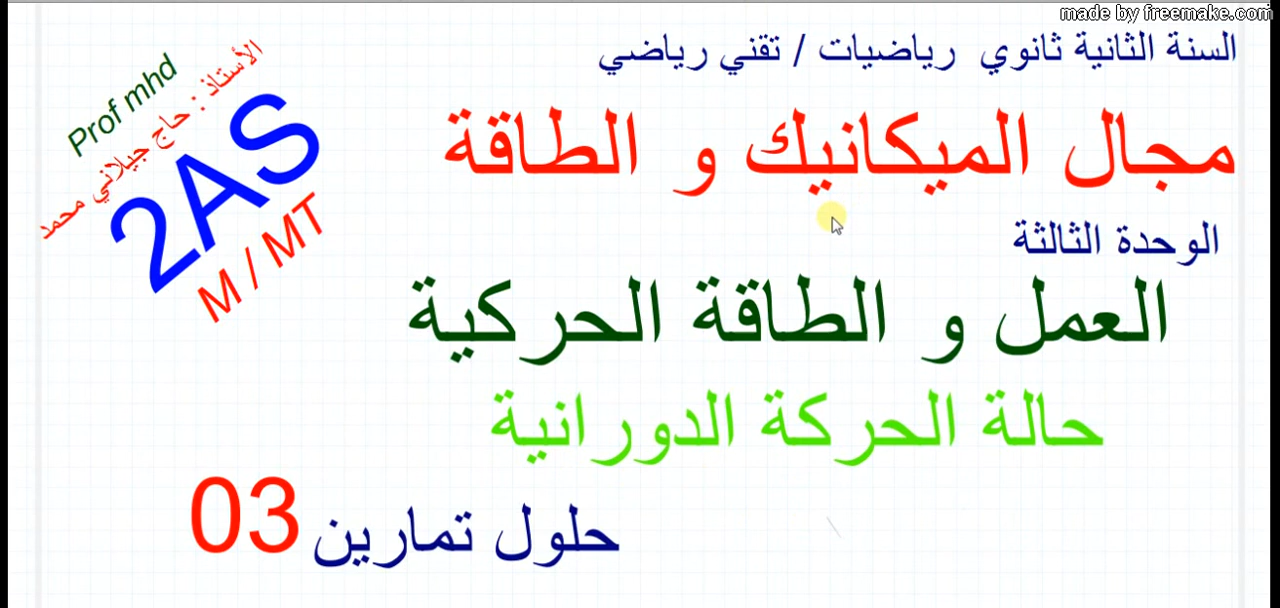 made by freemake.com
السنة الثانية ثانوي رياضيات / تقني رياضي
مجال الميكانيك و الطاقة
الوحدة الثالثة
العمل و الطاقة الحركية
حالة الحركة الدورانية
حلول تمارين 03
Prof mhd
الأستاذ : حاج جيلاني محمد
2AS
M / MT